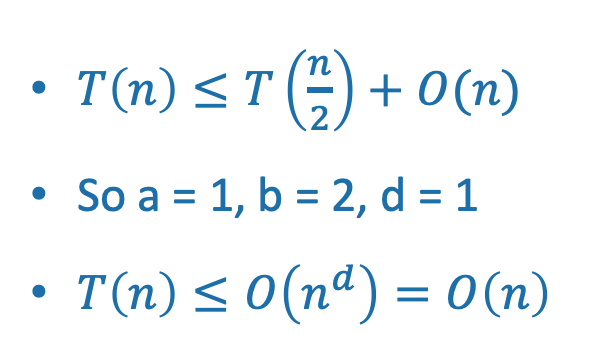 • T(n) ≤ T(n/2) + O(n)
• So a = 1, b = 2, d = 1
• T(n) ≤ O(n^d) = O(n)